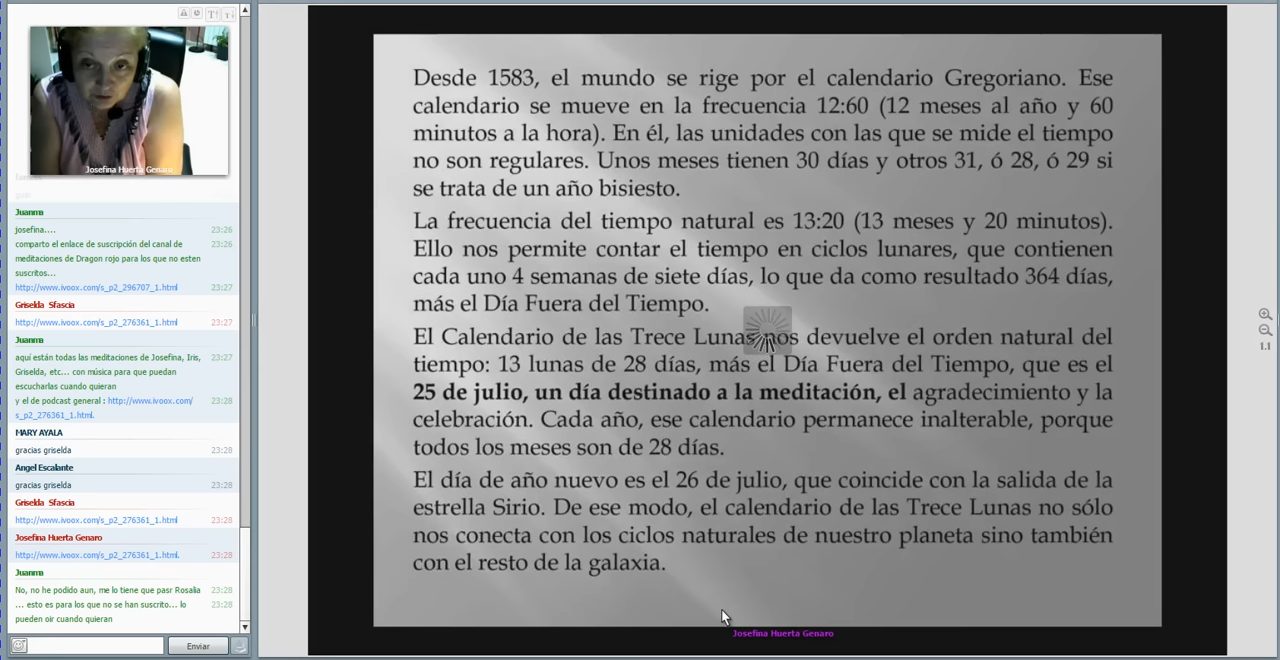 Josefina Huerta Genaro
Juanma
josefina.... 23:26
comparto el enlace de suscripción del canal de 23:26
meditaciones de Dragon rojo para los que no esten
suscritos...
http://www.ivoox.com/s_p2_296707_1.html 23:27
Griselda Sfascia
http://www.ivoox.com/s_p2_276361_1.html 23:27
Juanma
aquí están todas las meditaciones de Josefina, Iris, 23:27
Griselda, etc... con música para que puedan
escucharlas cuando quieran
y el de podcast general : http://www.ivoox.com/ 23:28
s_p2_276361_1.html.
MARY AYALA
gracias griselda 23:28
Angel Escalante
gracias griselda 23:28
Griselda Sfascia
http://www.ivoox.com/s_p2_276361_1.html 23:28
Josefina Huerta Genaro
http://www.ivoox.com/s_p2_276361_1.html. 23:28
Juanma
No, no he podido aun, me lo tiene que pasr Rosalia 23:28
... esto es para los que no se han suscrito... lo 23:28
pueden oir cuando quieran
Enviar
Desde 1583, el mundo se rige por el calendario Gregoriano. Ese
calendario se mueve en la frecuencia 12:60 (12 meses al año y 60
minutos a la hora). En él, las unidades con las que se mide el tiempo
no son regulares. Unos meses tienen 30 días y otros 31, ó 28, ó 29 si
se trata de un año bisiesto.
La frecuencia del tiempo natural es 13:20 (13 meses y 20 minutos).
Ello nos permite contar el tiempo en ciclos lunares, que contienen
cada uno 4 semanas de siete días, lo que da como resultado 364 días,
más el Día Fuera del Tiempo.
El Calendario de las Trece Lunas nos devuelve el orden natural del
tiempo: 13 lunas de 28 días, más el Día Fuera del Tiempo, que es el
25 de julio, un día destinado a la meditación, el agradecimiento y la
celebración. Cada año, ese calendario permanece inalterable, porque
todos los meses son de 28 días.
El día de año nuevo es el 26 de julio, que coincide con la salida de la
estrella Sirio. De ese modo, el calendario de las Trece Lunas no sólo
nos conecta con los ciclos naturales de nuestro planeta sino también
con el resto de la galaxia.
Josefina Huerta Genaro
1:1